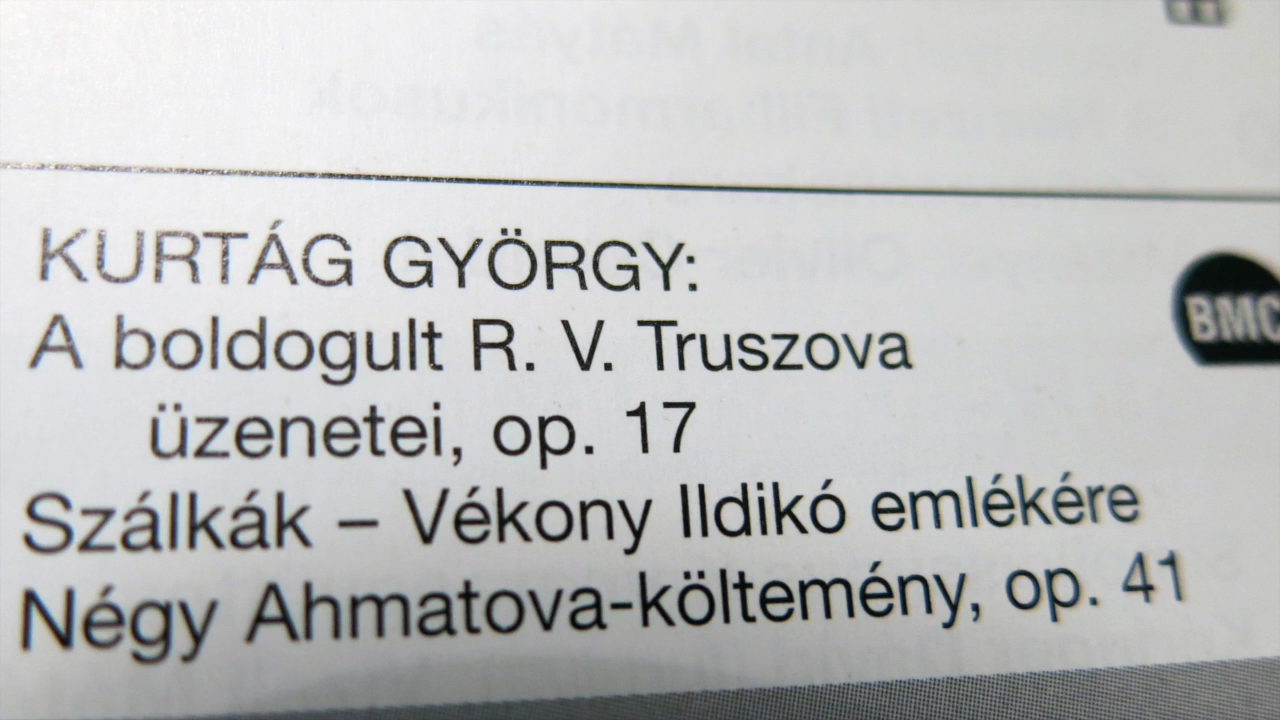 KURTÁG GYÖRGY:
A boldogult R. V. Truszova
üzenetei, op. 17
Szálkák – Vékony Ildikó emlékére
Négy Ahmatova-költemény, op. 41
BMC